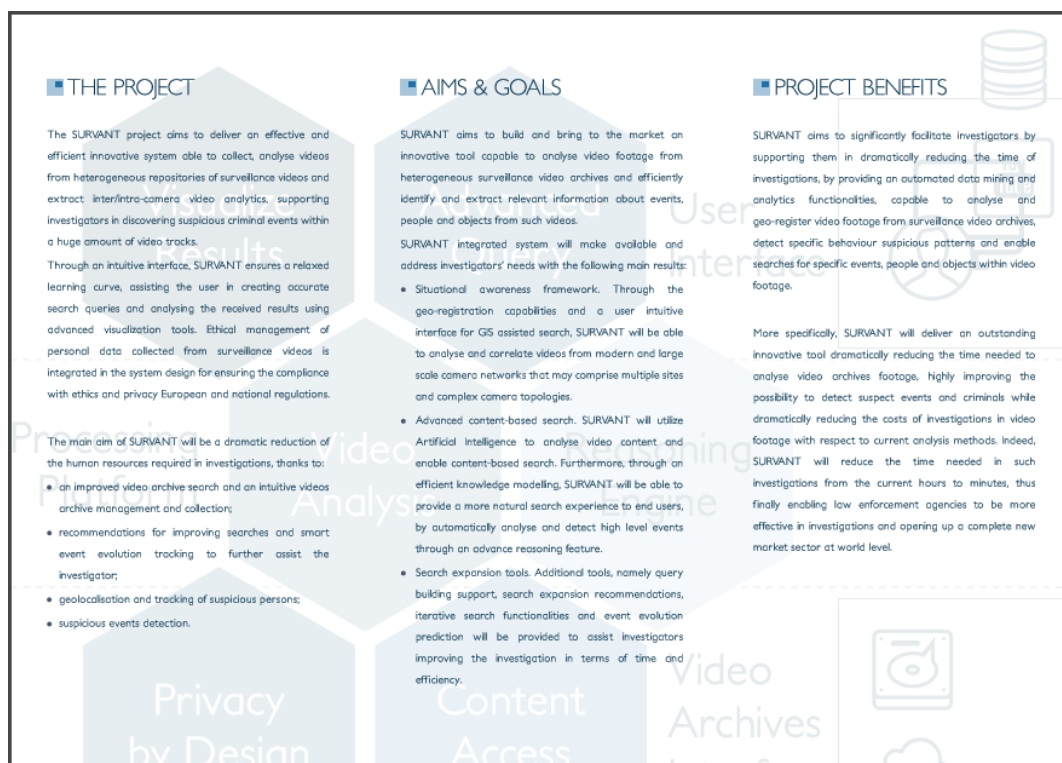 THE PROJECT
The SURVANT project aims to deliver an effective and
efficient innovative system able to collect, analyse videos
from heterogeneous repositories of surveillance videos and
extract inter/intra-camera video analytics, supporting
investigators in discovering suspicious criminal events within
a huge amount of video tracks.
Through an intuitive interface, SURVANT ensures a relaxed
learning curve, assisting the user in creating accurate
search queries and analysing the received results using
advanced visualization tools. Ethical management of
personal data collected from surveillance videos is
integrated in the system design for ensuring the compliance
with ethics and privacy European and national regulations.
The main aim of SURVANT will be a dramatic reduction of
the human resources required in investigations, thanks to:
• an improved video archive search and an intuitive videos
archive management and collection;
• recommendations for improving searches and smart
event evolution tracking to further assist the
investigator;
• geolocalisation and tracking of suspicious persons;
• suspicious events detection.
AIMS & GOALS
SURVANT aims to build and bring to the market an
innovative tool capable to analyse video footage from
heterogeneous surveillance video archives and efficiently
identify and extract relevant information about events,
people and objects from such videos.
SURVANT integrated system will make available and
address investigators' needs with the following main results:
• Situational awareness framework. Through the
geo-registration capabilities and a user intuitive
interface for GIS assisted search, SURVANT will be able
to analyse and correlate videos from modern and large
scale camera networks that may comprise multiple sites
and complex camera topologies.
• Advanced content-based search. SURVANT will utilize
Artificial Intelligence to analyse video content and
enable content-based search. Furthermore, through an
efficient knowledge modelling, SURVANT will be able to
provide a more natural search experience to end users,
by automatically analyse and detect high level events
through an advance reasoning feature.
• Search expansion tools. Additional tools, namely query
building support, search expansion recommendations,
iterative search functionalities and event evolution
prediction will be provided to assist investigators
improving the investigation in terms of time and
efficiency.
PROJECT BENEFITS
SURVANT aims to significantly facilitate investigators by
supporting them in dramatically reducing the time of
investigations, by providing an automated data mining and
analytics functionalities, capable to analyse and
geo-register video footage from surveillance video archives,
detect specific behaviour suspicious patterns and enable
searches for specific events, people and objects within video
footage.
More specifically, SURVANT will deliver an outstanding
innovative tool dramatically reducing the time needed to
analyse video archives footage, highly improving the
possibility to detect suspect events and criminals while
dramatically reducing the costs of investigations in video
footage with respect to current analysis methods. Indeed,
SURVANT will reduce the time needed in such
investigations from the current hours to minutes, thus
finally enabling law enforcement agencies to be more
effective in investigations and opening up a complete new
market sector at world level.
Visualize
Results
Advanced
Query
User
Interface
Processing
Platform
Video
Analysis
Reasoning
Engine
Privacy
by Design
Content
Access
Video
Archives